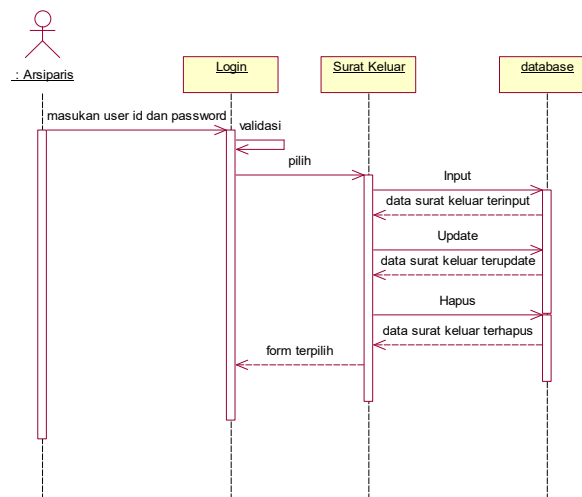 : Arsiparis
Login
Surat Keluar
database
masukan user id dan password
validasi
pilih
Input
data surat keluar terinput
Update
data surat keluar terupdate
Hapus
data surat keluar terhapus
form terpilih